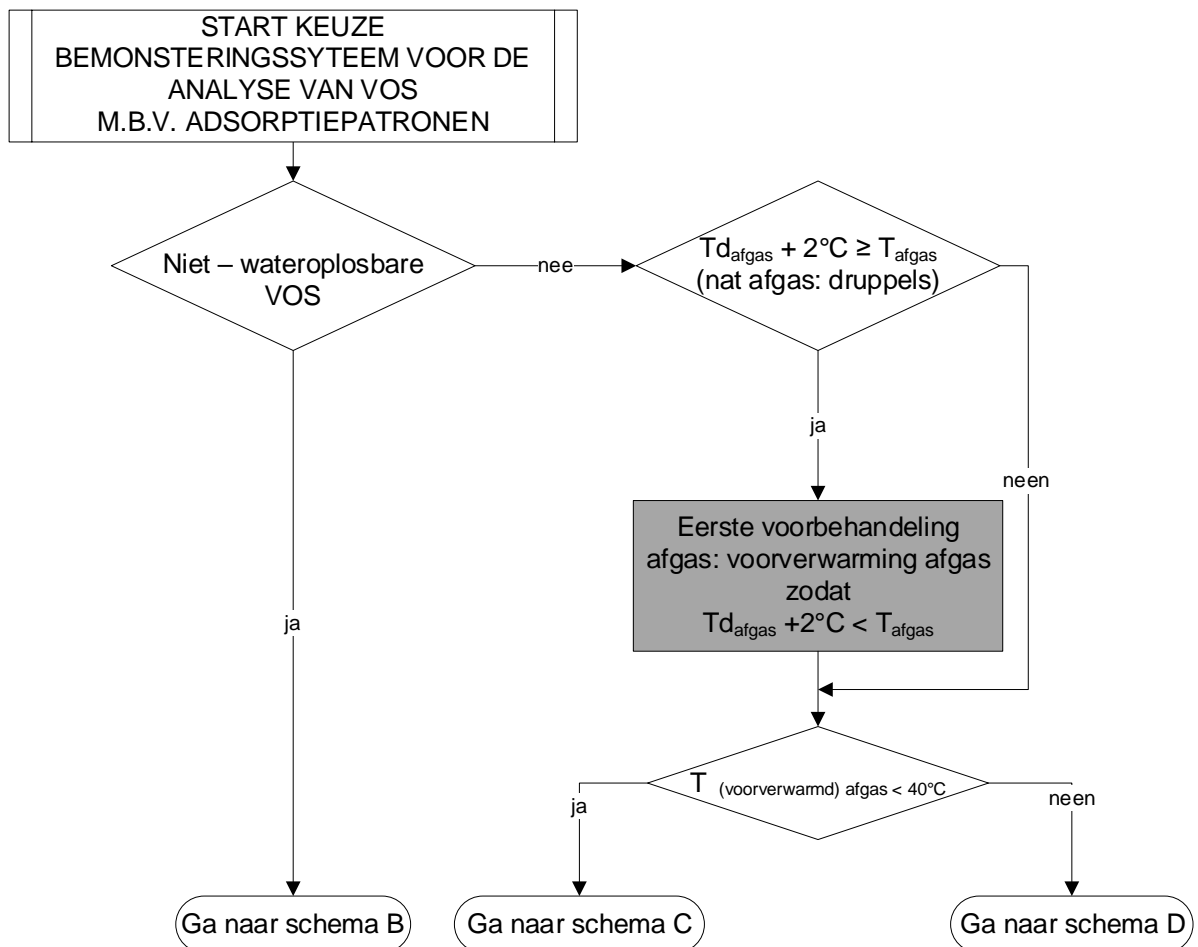 START KEUZE
BEMONSTERINGSSYTEEM VOOR DE
ANALYSE VAN VOS
M.B.V. ADSORPTIEPATRONEN
Niet – wateroplosbare
VOS
nee
Td afgas + 2°C ≥ T afgas
(nat afgas: druppels)
ja
neen
Eerste voorbehandeling
afgas: voorverwarming afgas
zodat
Td afgas +2°C < T afgas
ja
T (voorverwarmd) afgas < 40°C
ja
neen
Ga naar schema B
Ga naar schema C
Ga naar schema D